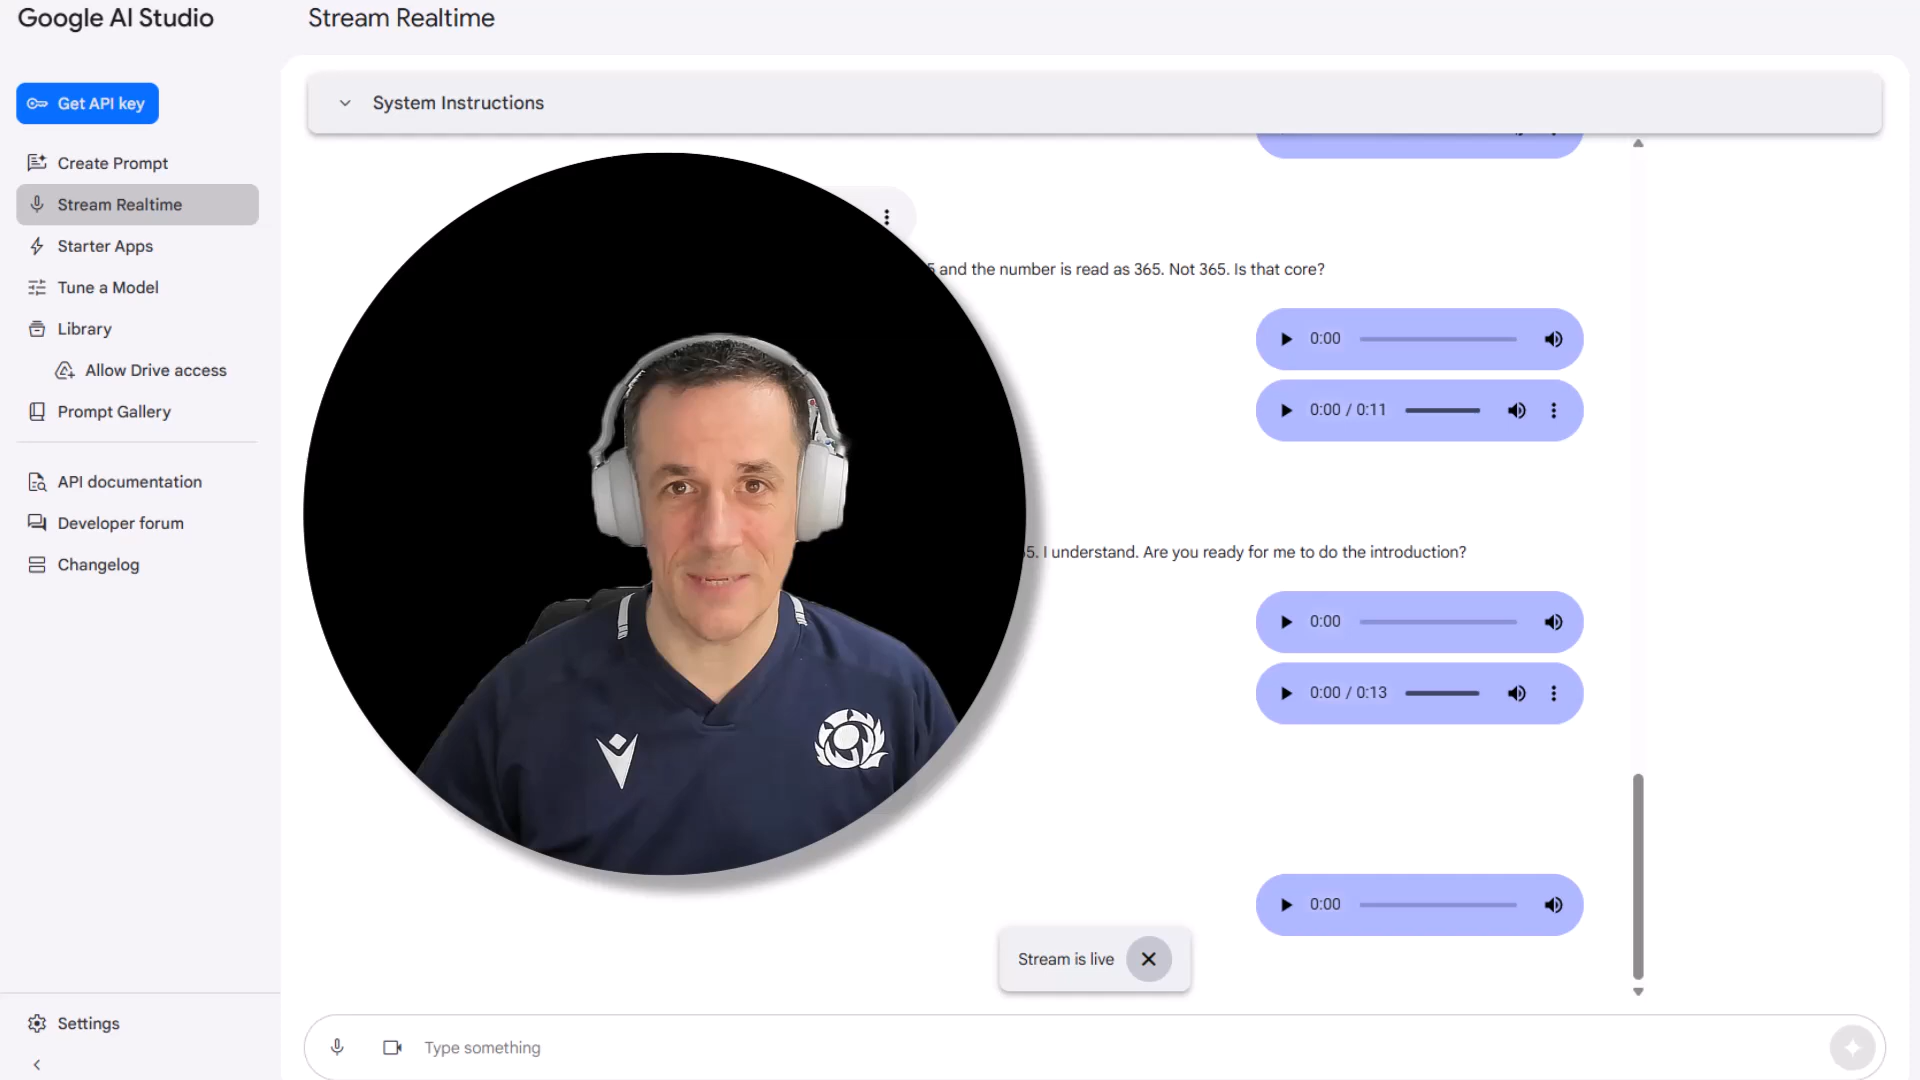 Google AI Studio
Stream Realtime
Get API key
System Instructions
Create Prompt
Stream Realtime
Starter Apps
Tune a Model
Library
Allow Drive access
Prompt Gallery
API documentation
Developer forum
Changelog
Settings
5 and the number is read as 365. Not 365. Is that core?
0:00
0:00 / 0:11
5. I understand. Are you ready for me to do the introduction?
0:00
0:00 / 0:13
0:00
Stream is live
Type something